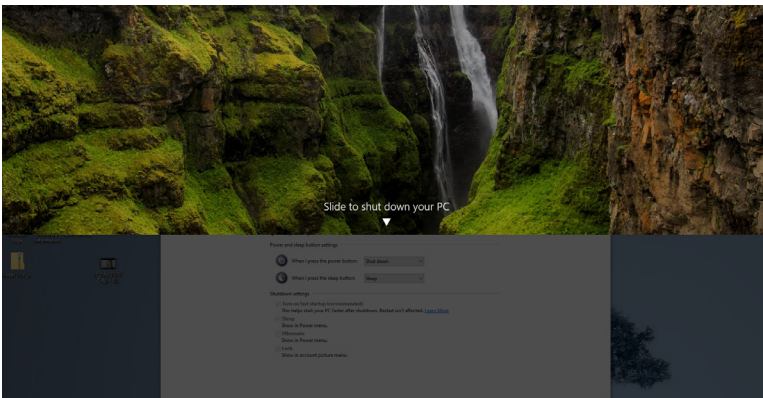 Slide to shut down your PC
Power and sleep button settings
When I press the power button: Shut down
When I press the sleep button: Sleep
Shutdown settings
Turn on fast startup (recommended)
This helps start your PC faster after shutdown. Restart isn't affected. Learn More
Sleep
Show in Power menu.
Hibernate
Show in Power menu.
Lock
Show in account picture menu.